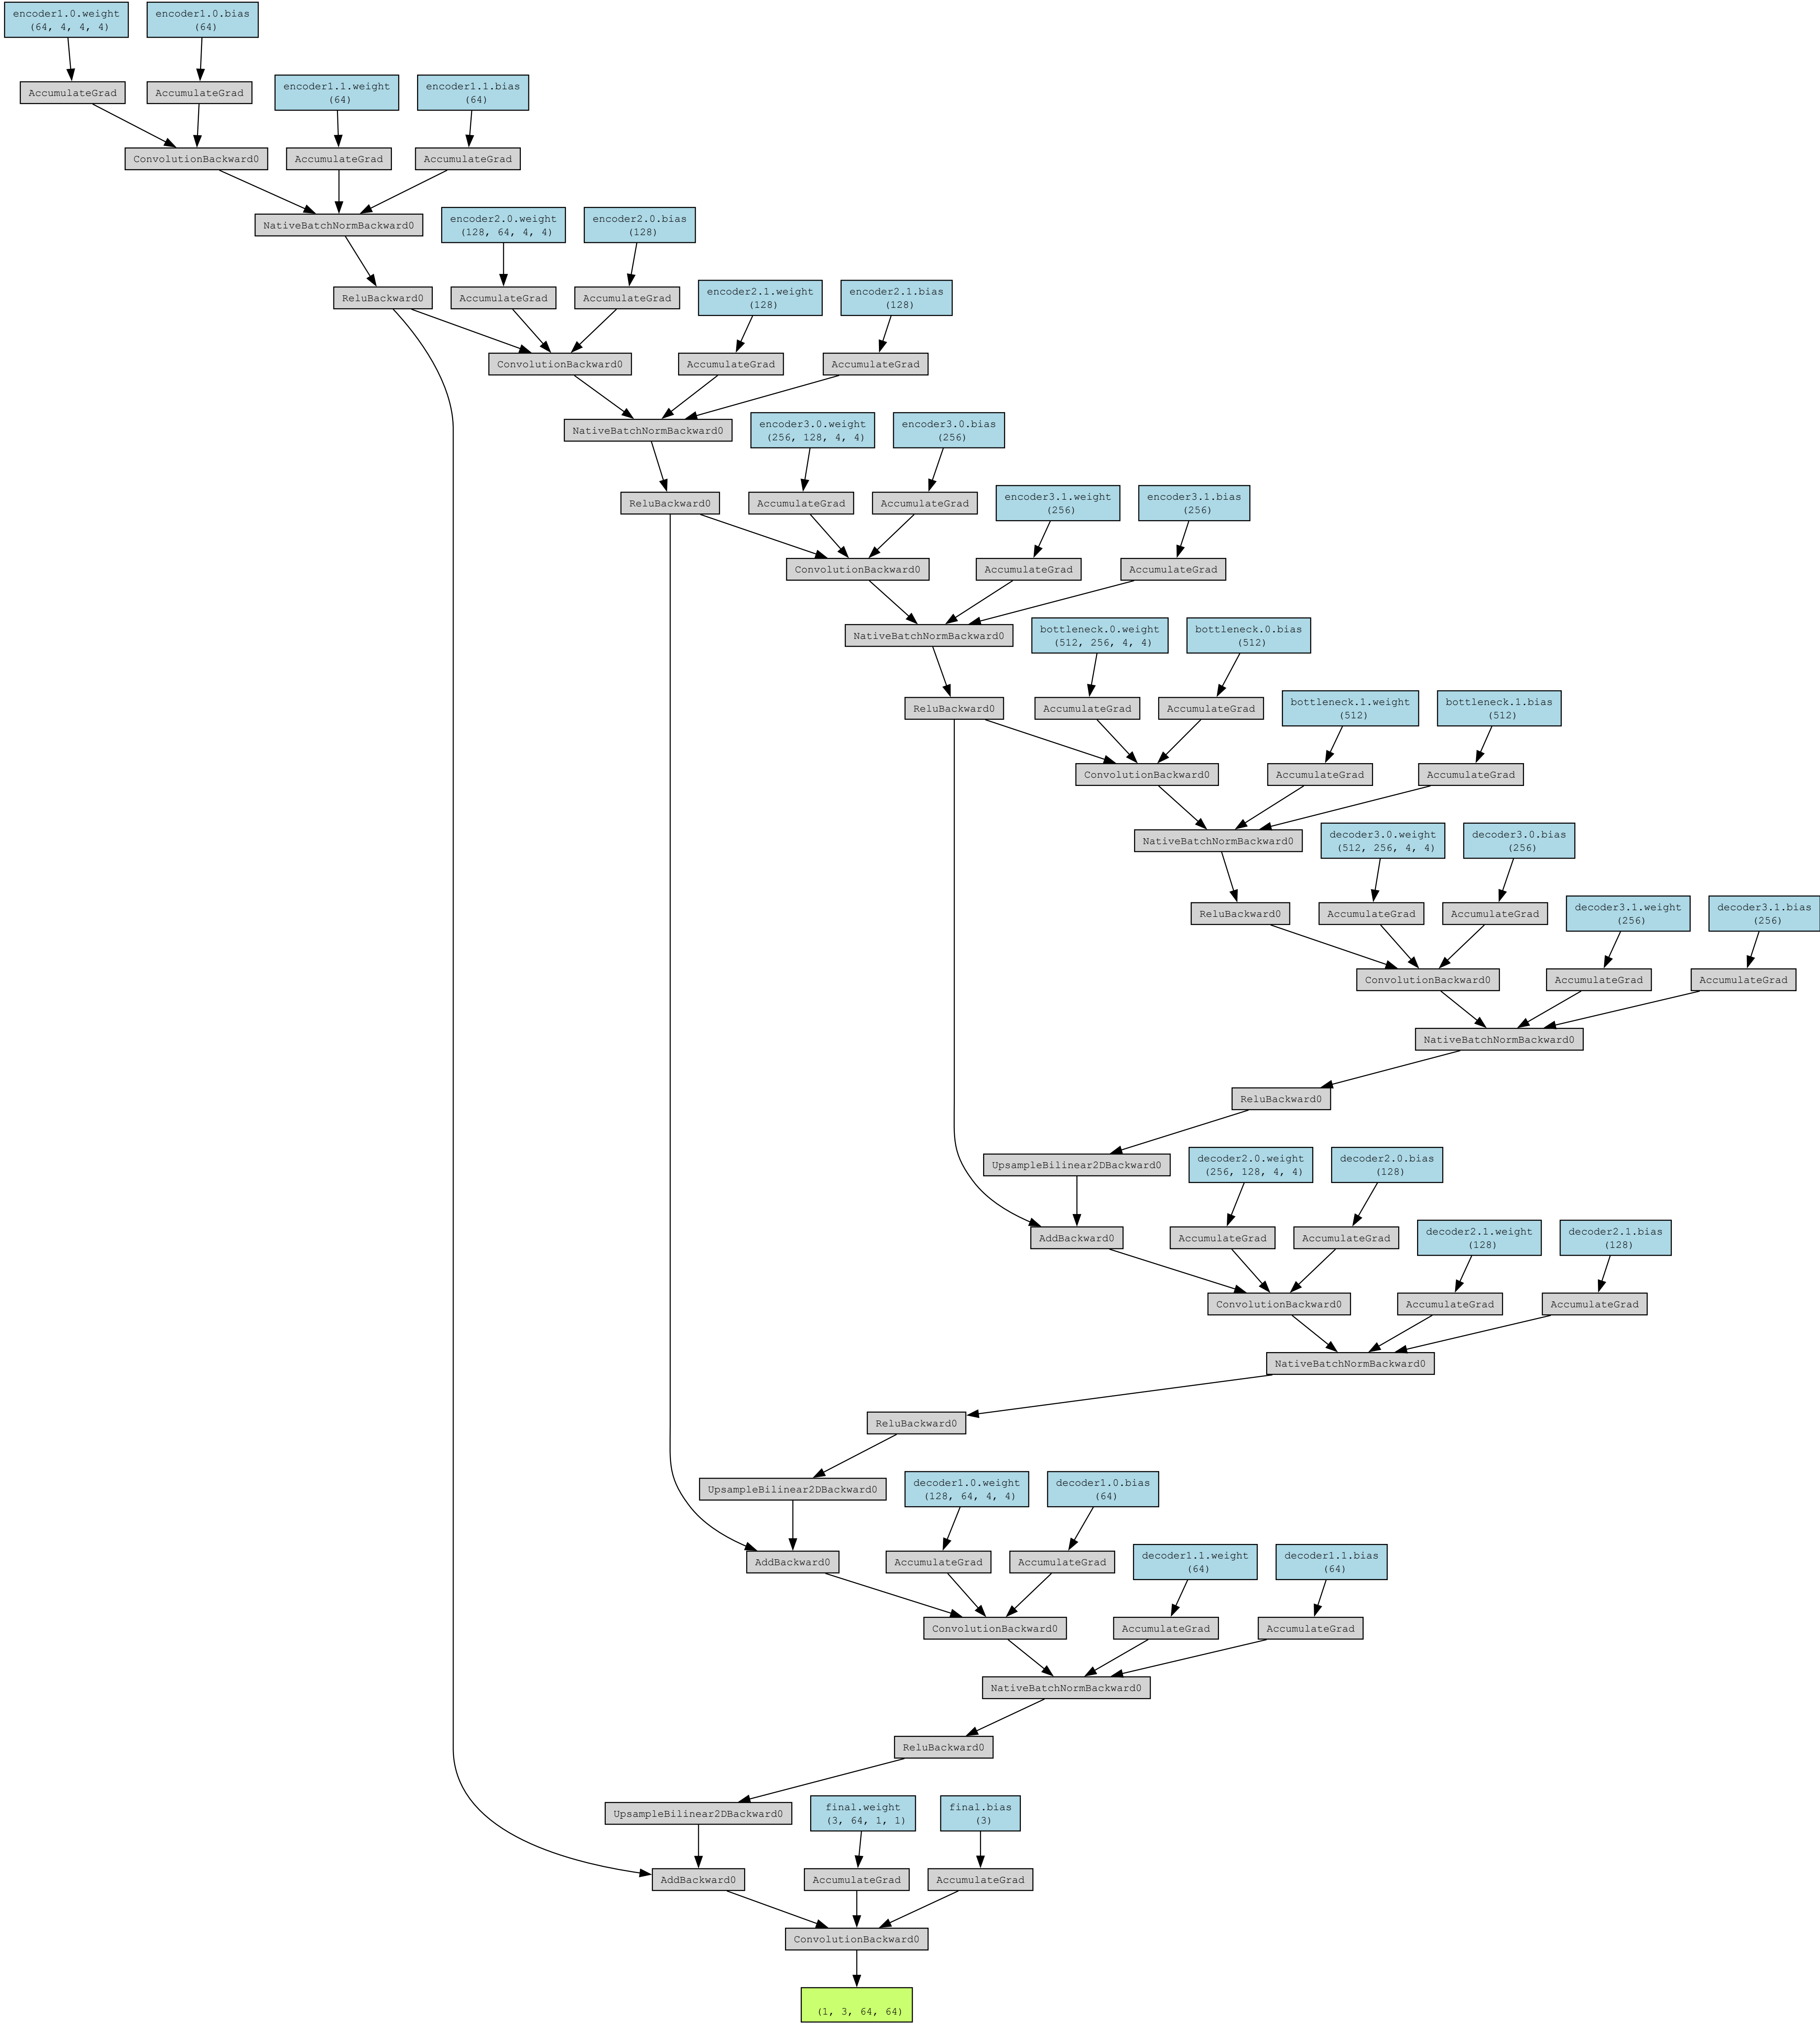 encoder1.0.weight
(64, 4, 4, 4)
encoder1.0.bias
(64)
AccumulateGrad
AccumulateGrad
encoder1.1.weight
(64)
encoder1.1.bias
(64)
ConvolutionBackward0
AccumulateGrad
AccumulateGrad
NativeBatchNormBackward0
encoder2.0.weight
(128, 64, 4, 4)
encoder2.0.bias
(128)
ReluBackward0
AccumulateGrad
AccumulateGrad
encoder2.1.weight
(128)
encoder2.1.bias
(128)
ConvolutionBackward0
AccumulateGrad
AccumulateGrad
NativeBatchNormBackward0
encoder3.0.weight
(256, 128, 4, 4)
encoder3.0.bias
(256)
ReluBackward0
AccumulateGrad
AccumulateGrad
encoder3.1.weight
(256)
encoder3.1.bias
(256)
ConvolutionBackward0
AccumulateGrad
AccumulateGrad
NativeBatchNormBackward0
bottleneck.0.weight
(512, 256, 4, 4)
bottleneck.0.bias
(512)
ReluBackward0
AccumulateGrad
AccumulateGrad
bottleneck.1.weight
(512)
bottleneck.1.bias
(512)
ConvolutionBackward0
AccumulateGrad
AccumulateGrad
NativeBatchNormBackward0
decoder3.0.weight
(512, 256, 4, 4)
decoder3.0.bias
(256)
ReluBackward0
AccumulateGrad
AccumulateGrad
decoder3.1.weight
(256)
decoder3.1.bias
(256)
ConvolutionBackward0
AccumulateGrad
AccumulateGrad
NativeBatchNormBackward0
ReluBackward0
UpsampleBilinear2DBackward0
decoder2.0.weight
(256, 128, 4, 4)
decoder2.0.bias
(128)
AddBackward0
AccumulateGrad
AccumulateGrad
decoder2.1.weight
(128)
decoder2.1.bias
(128)
ConvolutionBackward0
AccumulateGrad
AccumulateGrad
NativeBatchNormBackward0
ReluBackward0
UpsampleBilinear2DBackward0
decoder1.0.weight
(128, 64, 4, 4)
decoder1.0.bias
(64)
AddBackward0
AccumulateGrad
AccumulateGrad
decoder1.1.weight
(64)
decoder1.1.bias
(64)
ConvolutionBackward0
AccumulateGrad
AccumulateGrad
NativeBatchNormBackward0
ReluBackward0
UpsampleBilinear2DBackward0
final.weight
(3, 64, 1, 1)
final.bias
(3)
AddBackward0
AccumulateGrad
AccumulateGrad
ConvolutionBackward0
(1, 3, 64, 64)